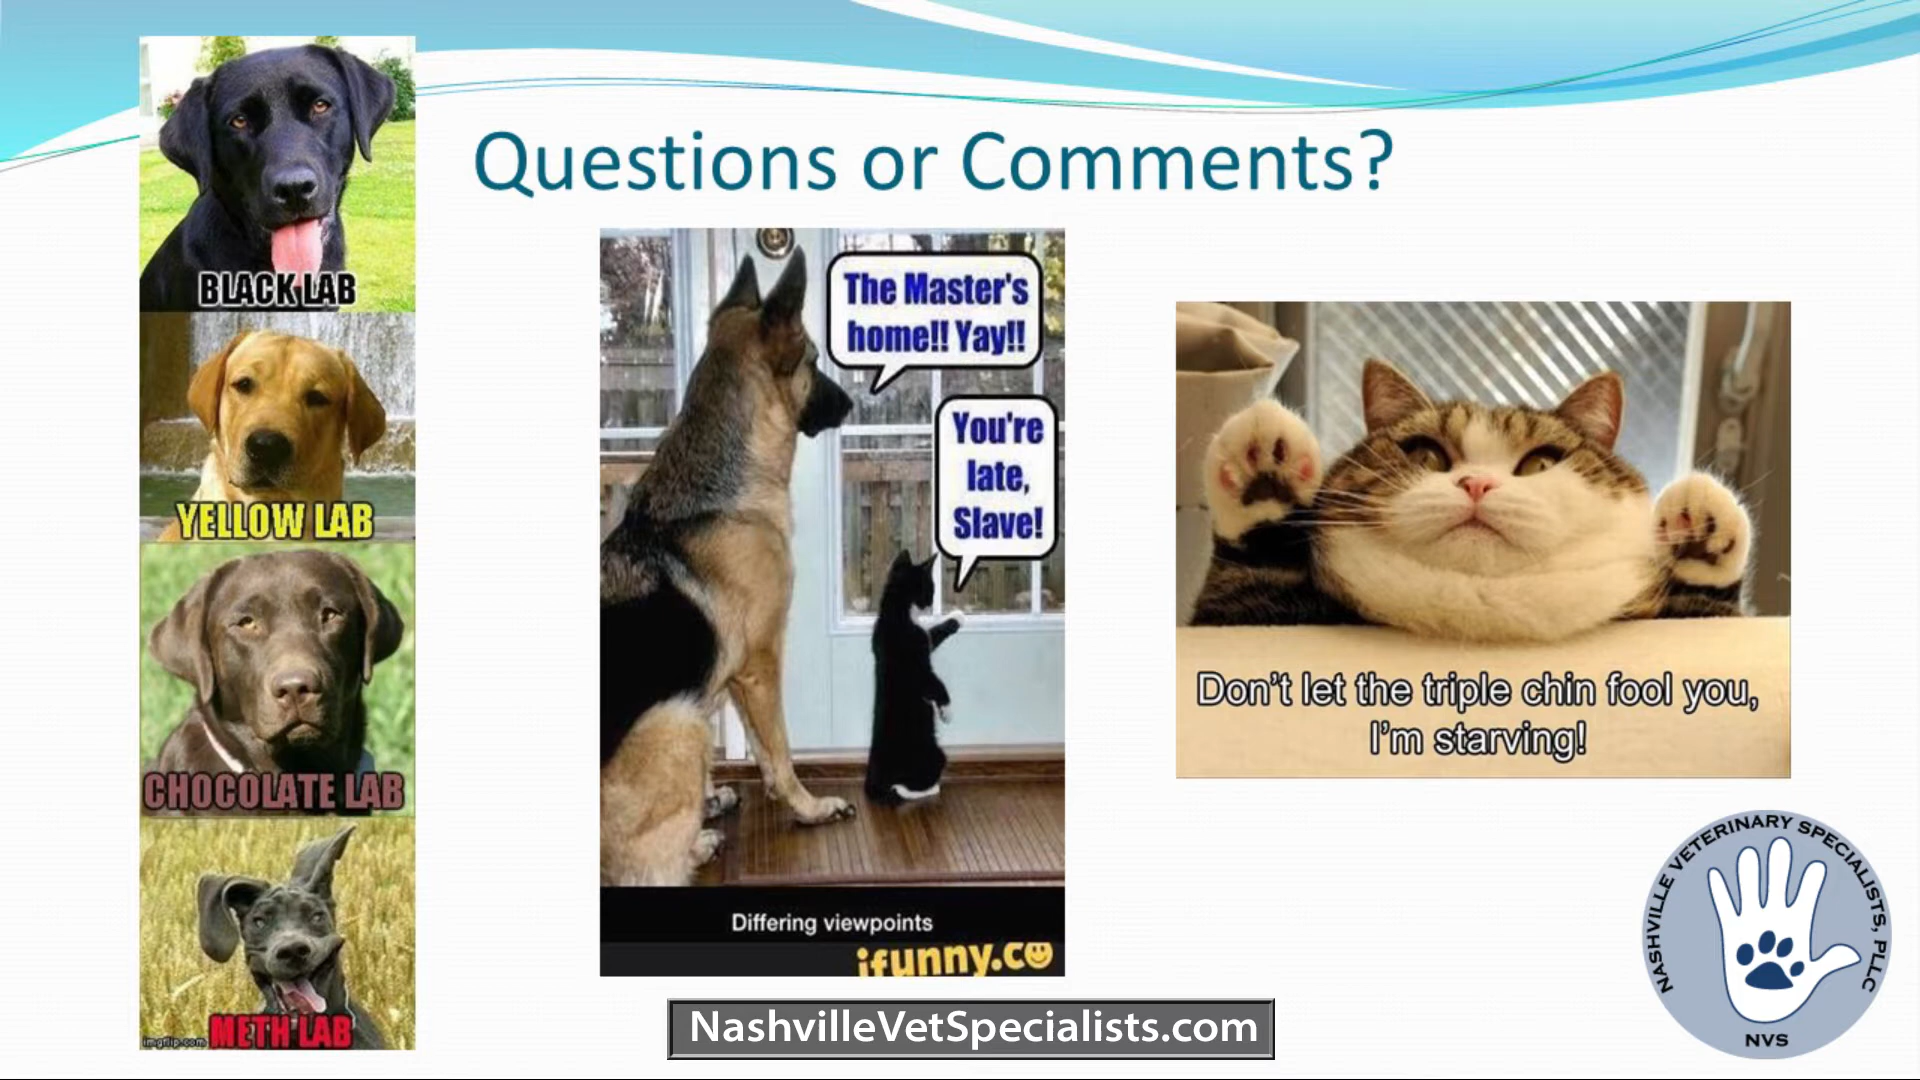 Questions or Comments?
BLACK LAB
YELLOW LAB
CHOCOLATE LAB
METH LAB
imgflip.com
The Master's
home!! Yay!!
You're
late,
Slave!
Differing viewpoints
ifunny.co
Don't let the triple chin fool you,
I'm starving!
NASHVILLE VETERINARY SPECIALISTS, PLLC
NVS
NashvilleVetSpecialists.com